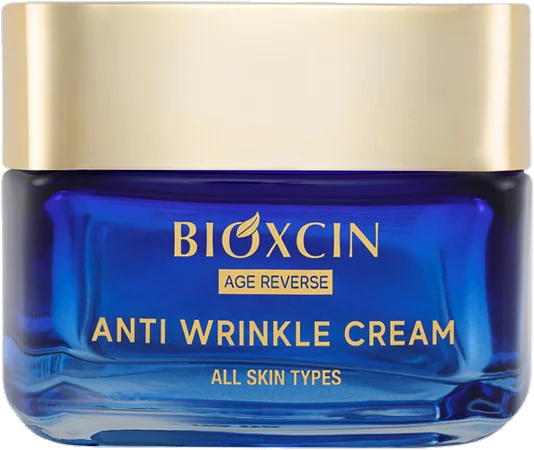 BIOXCIN
AGE REVERSE
ANTI WRINKLE CREAM
ALL SKIN TYPES